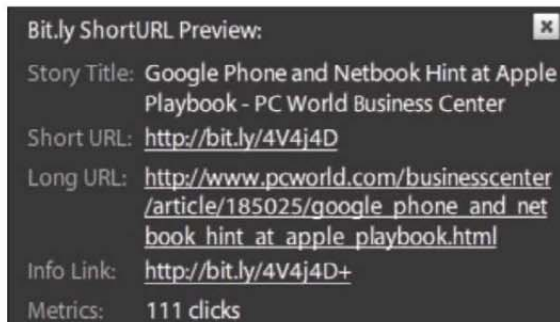 Bit.ly ShortURL Preview:
x
Story Title: Google Phone and Netbook Hint at Apple
Playbook - PC World Business Center
Short URL: http://bit.ly/4V4j4D
Long URL: http://www.pcworld.com/businesscenter
/article/185025/google_phone_and_net
book_hint_at_apple_playbook.html
Info Link: http://bit.ly/4V4j4D+
Metrics: 111 clicks